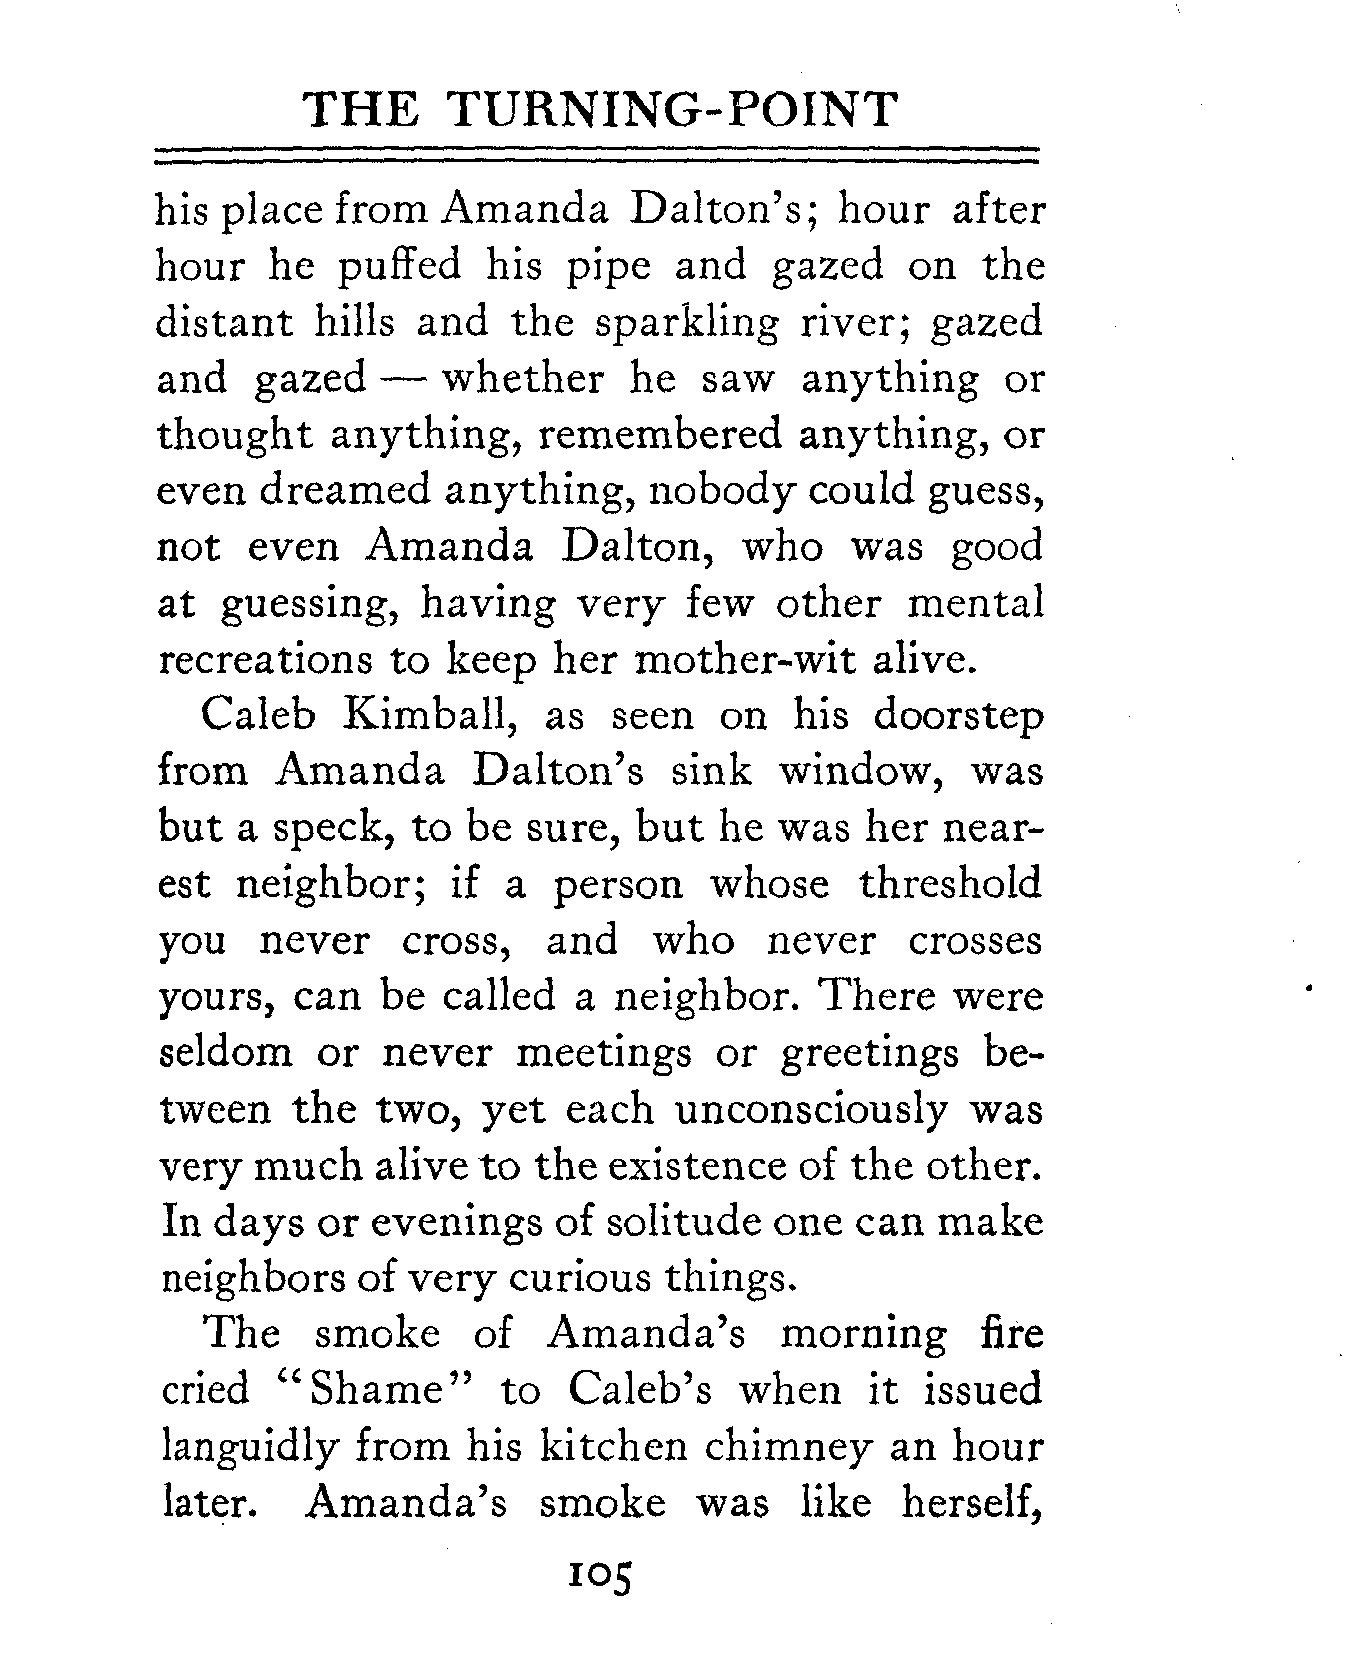 THE TURNING-POINT
his place from Amanda Dalton's; hour after
hour he puffed his pipe and gazed on the
distant hills and the sparkling river; gazed
and gazed — whether he saw anything or
thought anything, remembered anything, or
even dreamed anything, nobody could guess,
not even Amanda Dalton, who was good
at guessing, having very few other mental
recreations to keep her mother-wit alive.
Caleb Kimball, as seen on his doorstep
from Amanda Dalton's sink window, was
but a speck, to be sure, but he was her near-
est neighbor; if a person whose threshold
you never cross, and who never crosses
yours, can be called a neighbor. There were
seldom or never meetings or greetings be-
tween the two, yet each unconsciously was
very much alive to the existence of the other.
In days or evenings of solitude one can make
neighbors of very curious things.
The smoke of Amanda's morning fire
cried "Shame" to Caleb's when it issued
languidly from his kitchen chimney an hour
later. Amanda's smoke was like herself,
105